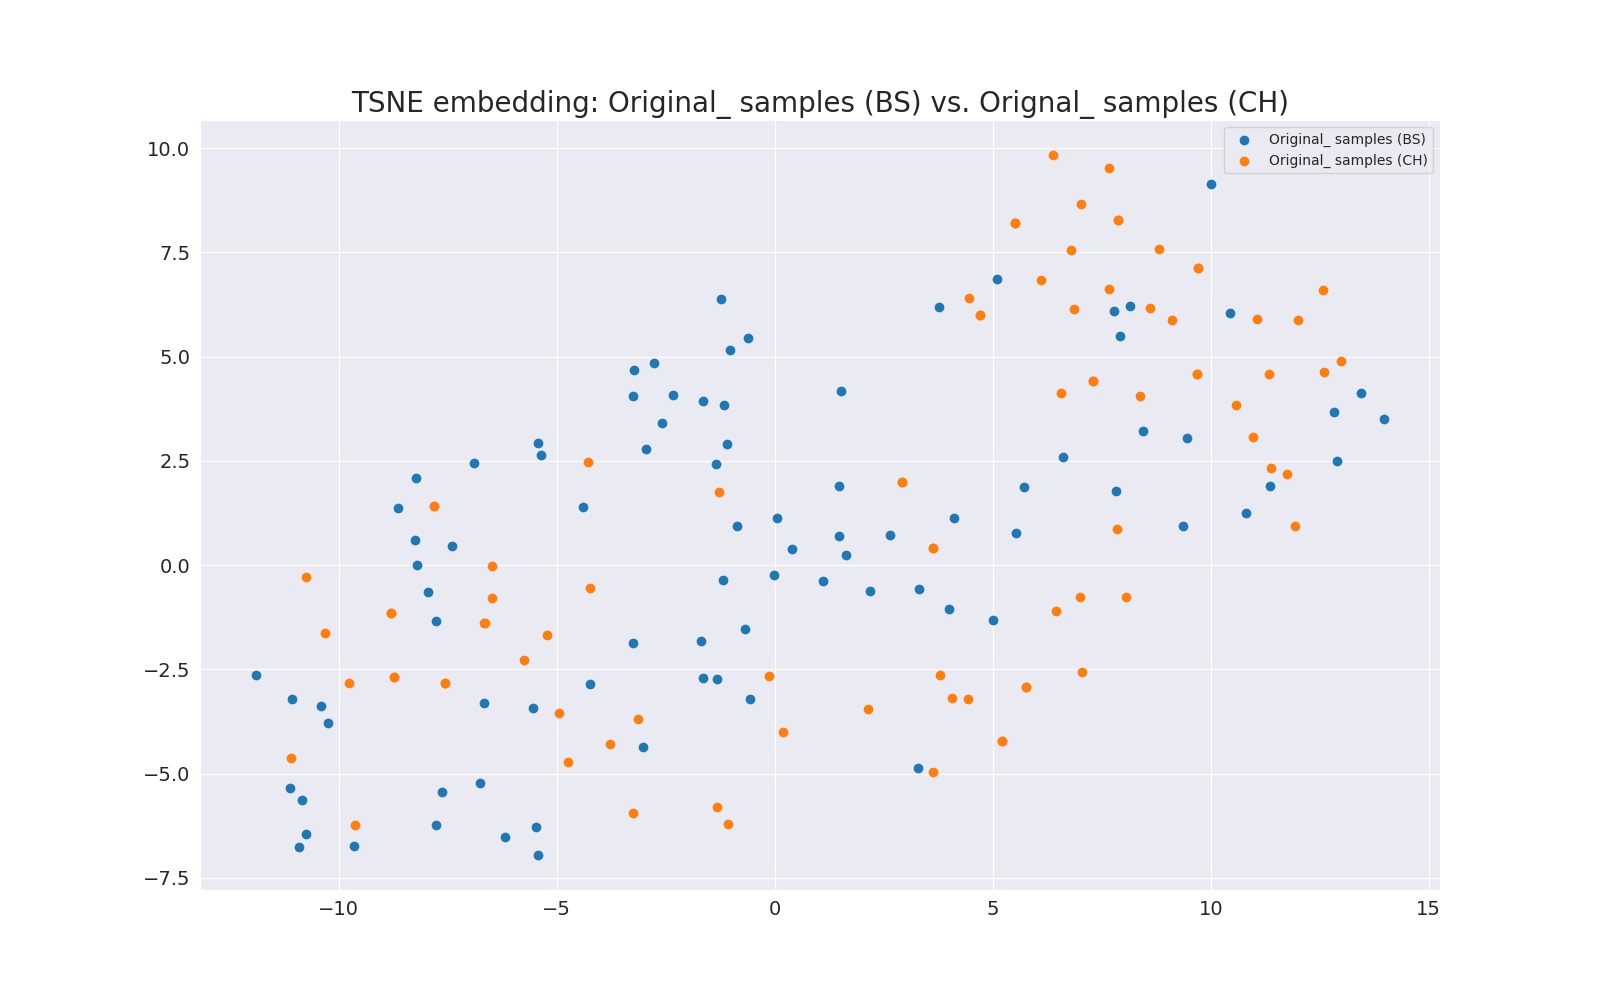 TSNE embedding: Original_ samples (BS) vs. Orignal_ samples (CH)
Original_ samples (BS)
Original_ samples (CH)
10.0
7.5
5.0
2.5
0.0
−2.5
−5.0
−7.5
−10 −5 0 5 10 15